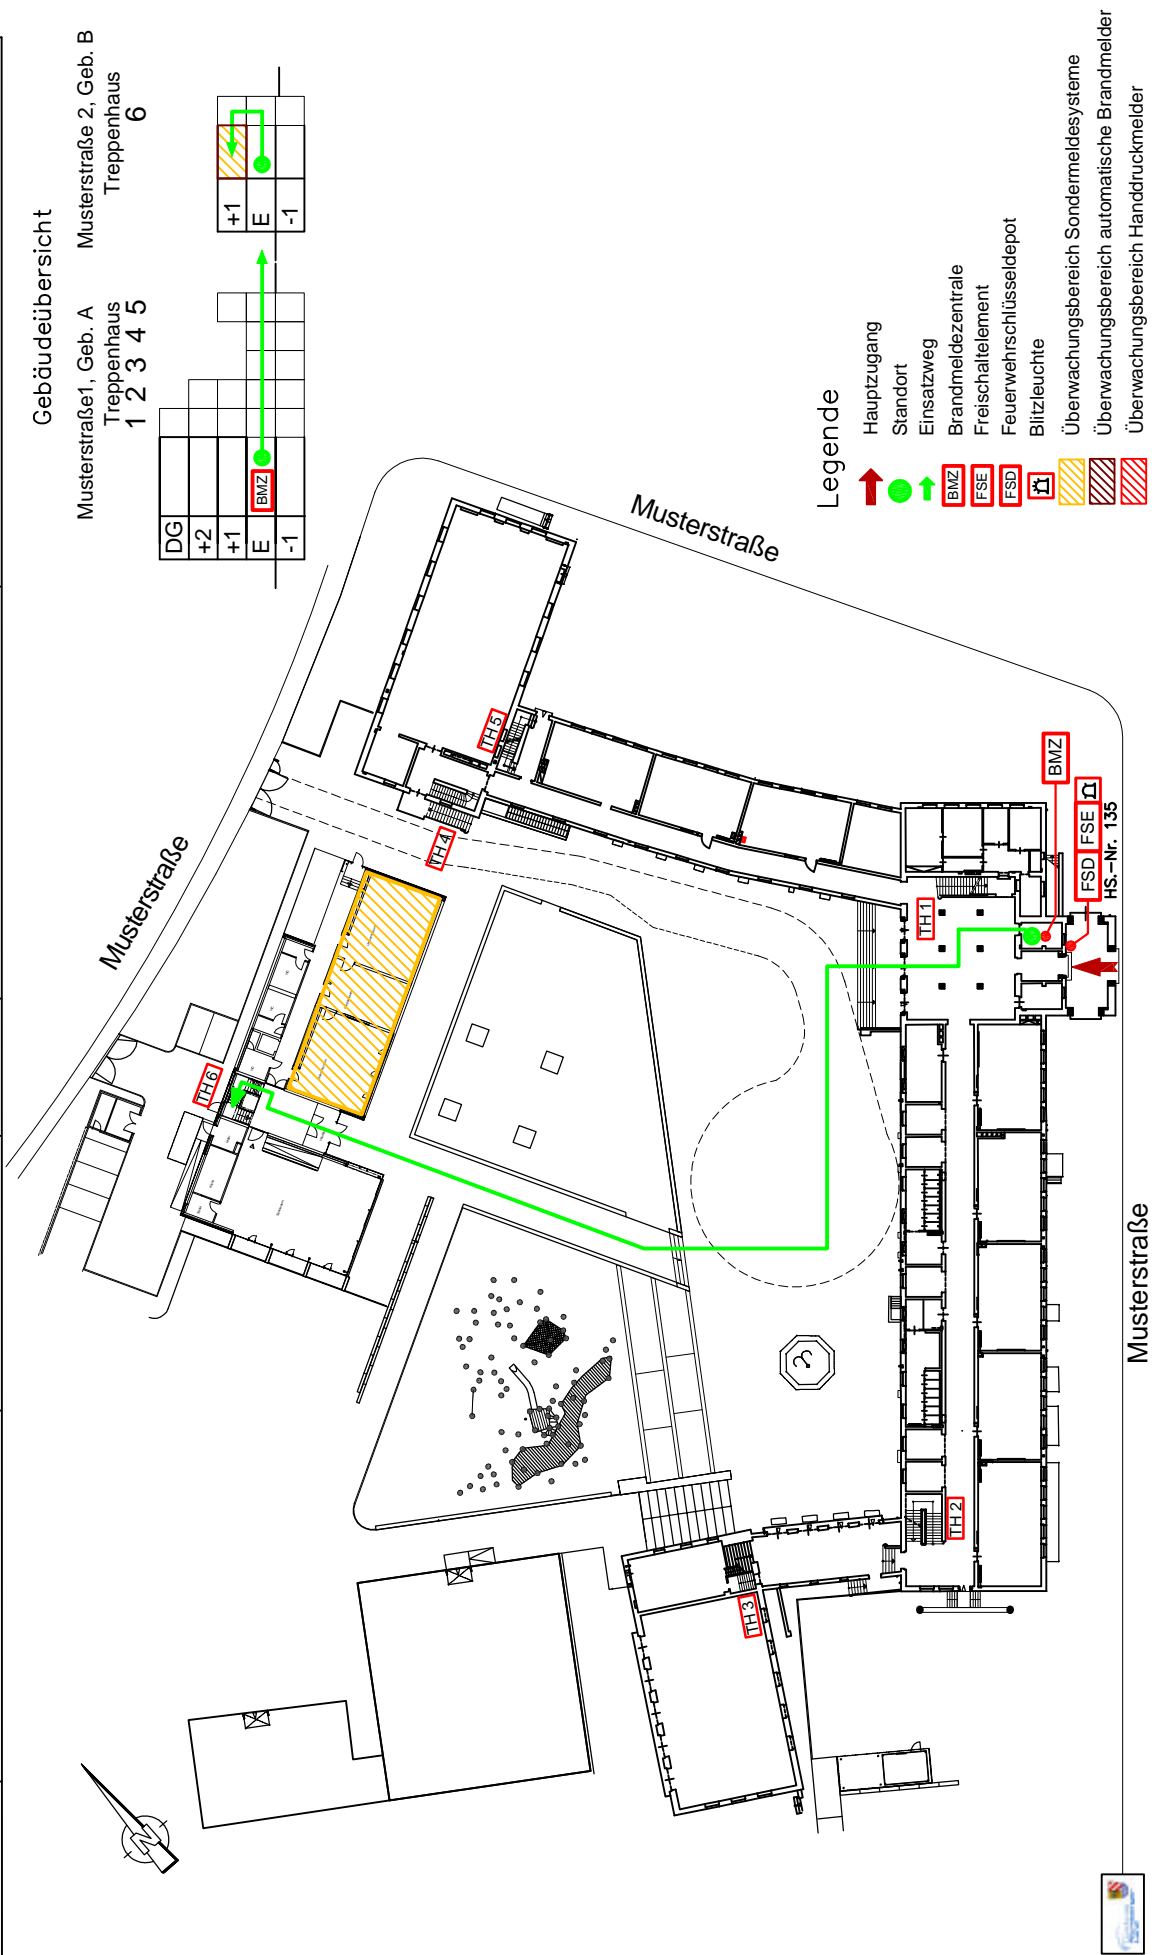 Gebäudeübersicht
Musterstraße1, Geb. A
Treppenhaus
1 2 3 4 5
DG
+2
+1
E
-1
BMZ
Musterstraße 2, Geb. B
Treppenhaus
6
+1
E
-1
Musterstraße
Musterstraße
Musterstraße
TH 6
TH 4
TH 5
TH 1
TH 2
TH 3
BMZ
FSD
FSE
HS.-Nr. 135
N
Legende
Hauptzugang
Standort
Einsatzweg
BMZ Brandmeldezentrale
FSE Freischaltelement
FSD Feuerwehrschlüsseldepot
Blitzleuchte
Überwachungsbereich Sondermeldesysteme
Überwachungsbereich automatische Brandmelder
Überwachungsbereich Handdruckmelder